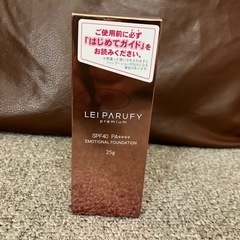 ご使用前に必ず
「はじめてガイド」を
お読みください。
LEI PARUFY
premium
SPF40 PA++++
EMOTIONAL FOUNDATION
25g